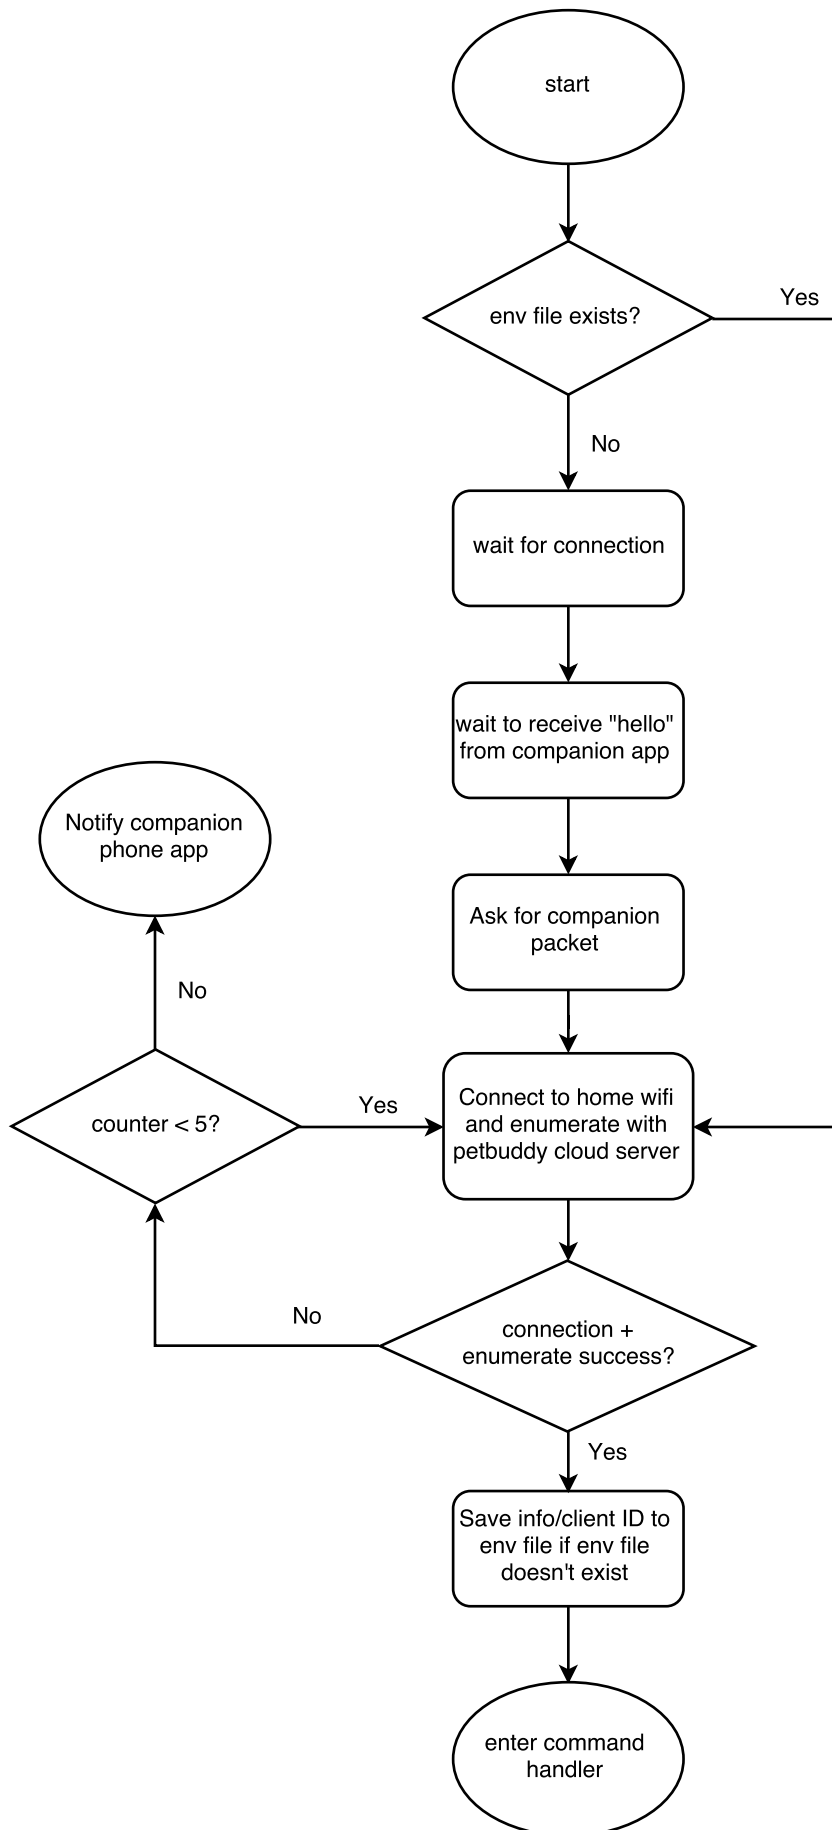 start
env file exists?
Yes
No
wait for connection
wait to receive "hello"
from companion app
Notify companion
phone app
Ask for companion
packet
No
counter < 5?
Yes
Connect to home wifi
and enumerate with
petbuddy cloud server
No
connection +
enumerate success?
Yes
Save info/client ID to
env file if env file
doesn't exist
enter command
handler